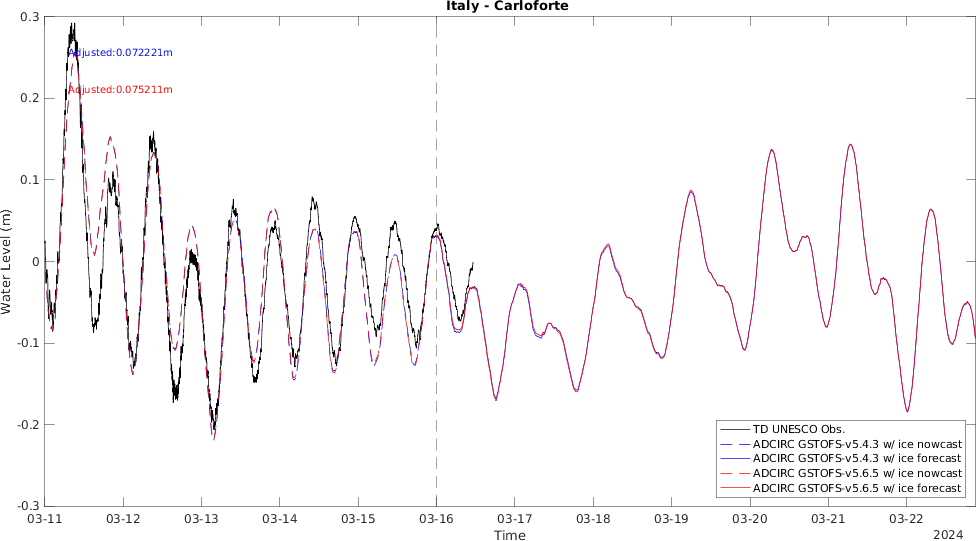 Italy - Carloforte
0.3
Adjusted:0.072221m
Adjusted:0.075211m
0.2
0.1
0
-0.1
-0.2
-0.3
Water Level (m)
TD UNESCO Obs.
ADCIRC GSTOFS-v5.4.3 w/ ice nowcast
ADCIRC GSTOFS-v5.4.3 w/ ice forecast
ADCIRC GSTOFS-v5.6.5 w/ ice nowcast
ADCIRC GSTOFS-v5.6.5 w/ ice forecast
03-11 03-12 03-13 03-14 03-15 03-16 03-17 03-18 03-19 03-20 03-21 03-22
Time
2024